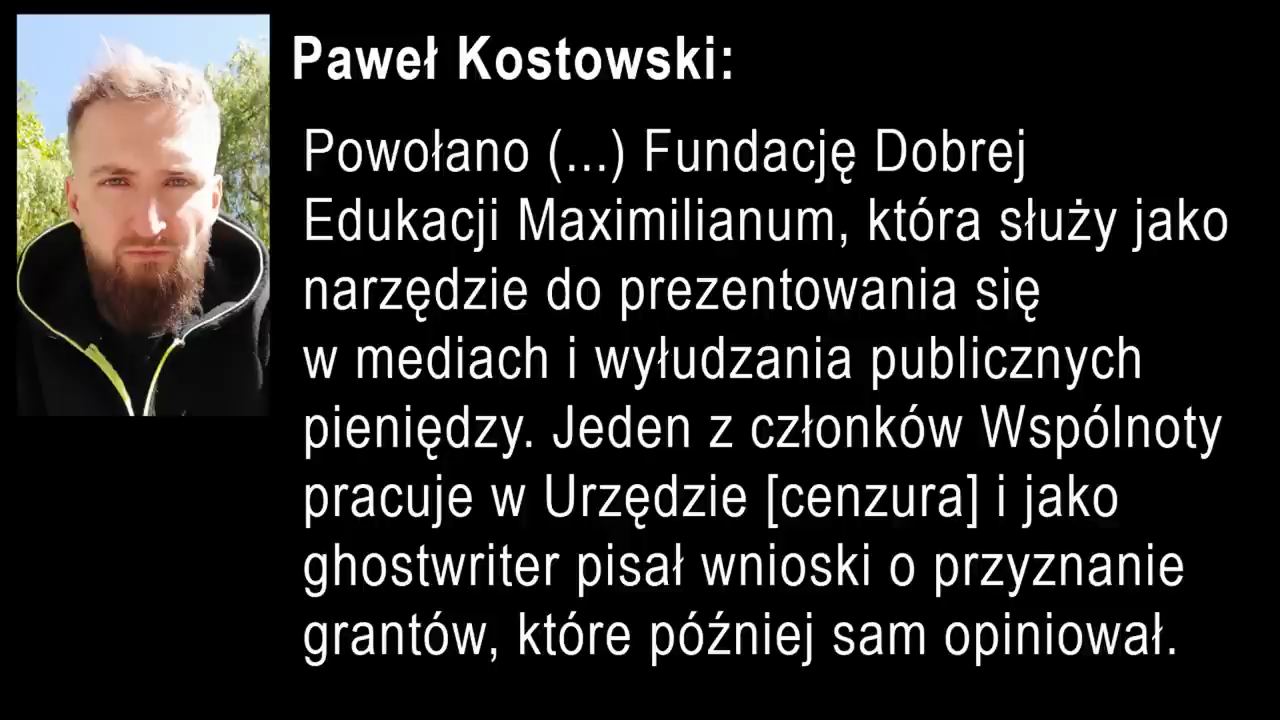 Paweł Kostowski:
Powołano (...) Fundację Dobrej
Edukacji Maximilianum, która służy jako
narzędzie do prezentowania się
w mediach i wyłudzania publicznych
pieniędzy. Jeden z członków Wspólnoty
pracuje w Urzędzie [cenzura] i jako
ghostwriter pisał wnioski o przyznanie
grantów, które później sam opiniował.